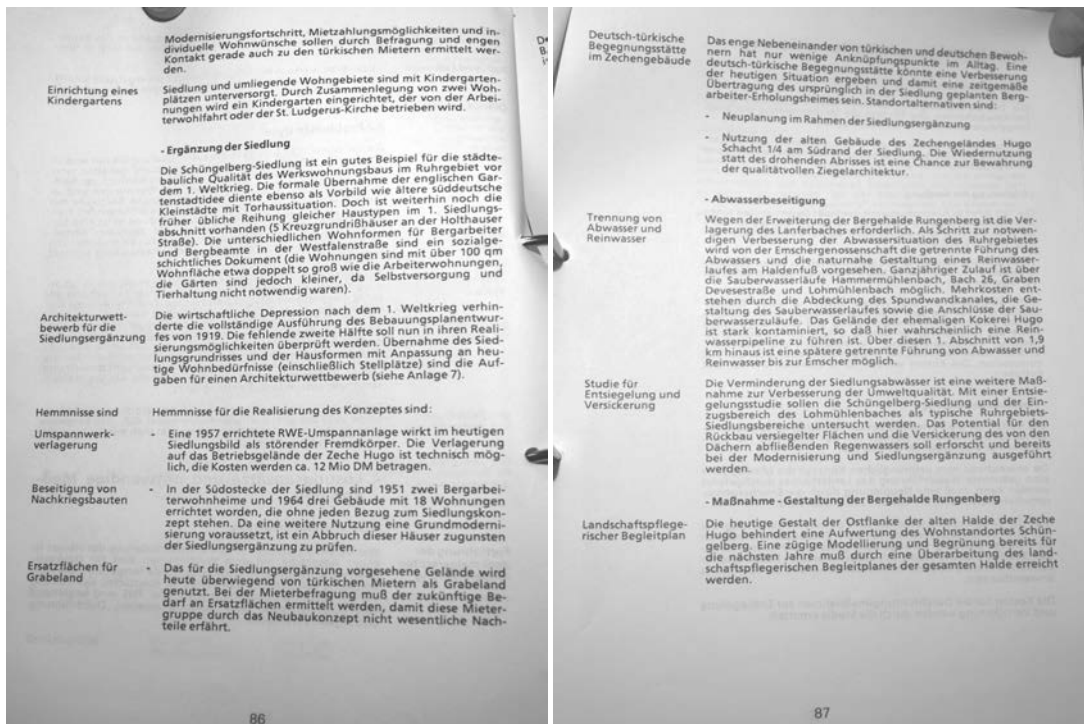 Modernisierungsfortschritt, Mietzahlungsmöglichkeiten und in-
dividuelle Wohnwünsche sollen durch Befragung und engen
Kontakt gerade auch zu den türkischen Mietern ermittelt wer-
den.
Einrichtung eines
Kindergartens
Siedlung und umliegende Wohngebiete sind mit Kindergarten-
plätzen unterversorgt. Durch Zusammenlegung von zwei Woh-
nungen wird ein Kindergarten eingerichtet, der von der Arbei-
terwohlfahrt oder der St. Ludgerus-Kirche betrieben wird.
- Ergänzung der Siedlung
Die Schüngelberg-Siedlung ist ein gutes Beispiel für die städte-
bauliche Qualität des Werkswohnungsbaus im Ruhrgebiet vor
dem 1. Weltkrieg. Die formale Übernahme der englischen Gar-
tenstadtidee diente ebenso als Vorbild wie ältere süddeutsche
Kleinstädte mit Torhaussituation. Doch ist weiterhin noch die
früher übliche Reihung gleicher Haustypen im 1. Siedlungs-
abschnitt vorhanden (5 Kreuzgrundrißhäuser an der Holthauser
Straße). Die unterschiedlichen Wohnformen für Bergarbeiter
und Bergbeamte in der Westfalenstraße sind ein sozialge-
schichtliches Dokument (die Wohnungen sind mit über 100 qm
Wohnfläche etwa doppelt so groß wie die Arbeiterwohnungen,
die Gärten sind jedoch kleiner, da Selbstversorgung und
Tierhaltung nicht notwendig waren).
Architekturwett-
bewerb für die
Siedlungsergänzung
Die wirtschaftliche Depression nach dem 1. Weltkrieg verhin-
derte die vollständige Ausführung des Bebauungsplanentwur-
fes von 1919. Die fehlende zweite Hälfte soll nun in ihren Reali-
sierungsmöglichkeiten überprüft werden. Übernahme des Sied-
lungsgrundrisses und der Hausformen mit Anpassung an heu-
tige Wohnbedürfnisse (einschließlich Stellplätze) sind die Auf-
gaben für einen Architekturwettbewerb (siehe Anlage 7).
Hemmnisse sind
Hemmnisse für die Realisierung des Konzeptes sind:
Umspannwerk-
verlagerung
- Eine 1957 errichtete RWE-Umspannanlage wirkt im heutigen
Siedlungsbild als störender Fremdkörper. Die Verlagerung
auf das Betriebsgelände der Zeche Hugo ist technisch mög-
lich, die Kosten werden ca. 12 Mio DM betragen.
Beseitigung von
Nachkriegsbauten
- In der Südostecke der Siedlung sind 1951 zwei Bergarbei-
terwohnheime und 1964 drei Gebäude mit 18 Wohnungen
errichtet worden, die ohne jeden Bezug zum Siedlungskon-
zept stehen. Da eine weitere Nutzung eine Grundmoderni-
sierung voraussetzt, ist ein Abbruch dieser Häuser zugunsten
der Siedlungsergänzung zu prüfen.
Ersatzflächen für
Grabeland
- Das für die Siedlungsergänzung vorgesehene Gelände wird
heute überwiegend von türkischen Mietern als Grabeland
genutzt. Bei der Mieterbefragung muß der zukünftige Be-
darf an Ersatzflächen ermittelt werden, damit diese Mieter-
gruppe durch das Neubaukonzept nicht wesentliche Nach-
teile erfährt.
86
Deutsch-türkische
Begegnungsstätte
im Zechengebäude
Das enge Nebeneinander von türkischen und deutschen Bewoh-
nern hat nur wenige Anknüpfungspunkte im Alltag. Eine
deutsch-türkische Begegnungsstätte könnte eine Verbesserung
der heutigen Situation ergeben und damit eine zeitgemäße
Übertragung des ursprünglich in der Siedlung geplanten Berg-
arbeiter-Erholungsheimes sein. Standortalternativen sind:
- Neuplanung im Rahmen der Siedlungsergänzung
- Nutzung der alten Gebäude des Zechengeländes Hugo
Schacht 1/4 am Südrand der Siedlung. Die Wiedernutzung
statt des drohenden Abrisses ist eine Chance zur Bewahrung
der qualitätvollen Ziegelarchitektur.
- Abwasserbeseitigung
Trennung von
Abwasser und
Reinwasser
Wegen der Erweiterung der Bergehalde Rungenberg ist die Ver-
lagerung des Lanferbaches erforderlich. Als Schritt zur notwen-
digen Verbesserung der Abwassersituation des Ruhrgebietes
wird von der Emschergenossenschaft die getrennte Führung des
Abwassers und die naturnahe Gestaltung eines Reinwasser-
laufes am Haldenfuß vorgesehen. Ganzjähriger Zulauf ist über
die Sauberwasserläufe Hammermühlenbach, Bach 26, Graben
Devesestraße und Lohmühlenbach möglich. Mehrkosten ent-
stehen durch die Abdeckung des Spundwandkanales, die Ge-
staltung des Sauberwasserlaufes sowie die Anschlüsse der Sau-
berwasserzuläufe. Das Gelände der ehemaligen Kokerei Hugo
ist stark kontaminiert, so daß hier wahrscheinlich eine Rein-
wasserpipeline zu führen ist. Über diesen 1. Abschnitt von 1,9
km hinaus ist eine spätere getrennte Führung von Abwasser und
Reinwasser bis zur Emscher möglich.
Studie für
Entsiegelung und
Versickerung
Die Verminderung der Siedlungsabwässer ist eine weitere Maß-
nahme zur Verbesserung der Umweltqualität. Mit einer Entsie-
gelungsstudie sollen die Schüngelberg-Siedlung und der Ein-
zugsbereich des Lohmühlenbaches als typische Ruhrgebiets-
Siedlungsbereiche untersucht werden. Das Potential für den
Rückbau versiegelter Flächen und die Versickerung des von den
Dächern abfließenden Regenwassers soll erforscht und bereits
bei der Modernisierung und Siedlungsergänzung ausgeführt
werden.
- Maßnahme - Gestaltung der Bergehalde Rungenberg
Landschaftspflege-
rischer Begleitplan
Die heutige Gestalt der Ostflanke der alten Halde der Zeche
Hugo behindert eine Aufwertung des Wohnstandortes Schün-
gelberg. Eine zügige Modellierung und Begrünung bereits für
die nächsten Jahre muß durch eine Überarbeitung des land-
schaftspflegerischen Begleitplanes der gesamten Halde erreicht
werden.
87